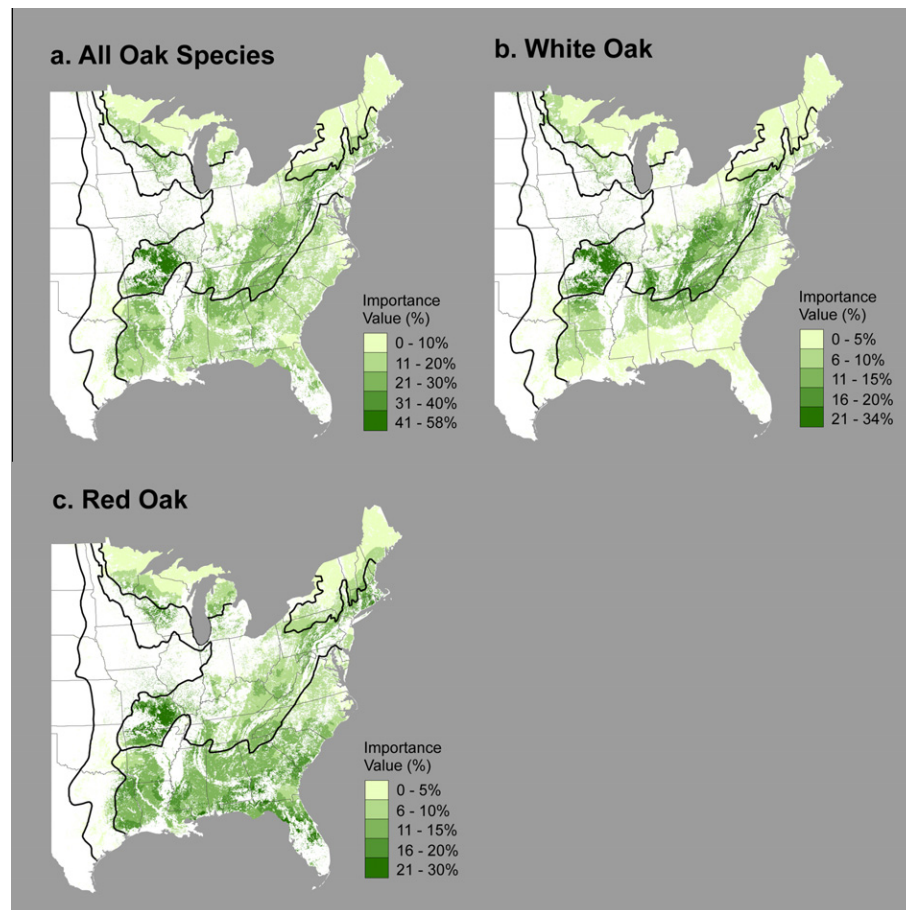 a. All Oak Species
Importance
Value (%)
0 - 10%
11 - 20%
21 - 30%
31 - 40%
41 - 58%
b. White Oak
Importance
Value (%)
0 - 5%
6 - 10%
11 - 15%
16 - 20%
21 - 34%
c. Red Oak
Importance
Value (%)
0 - 5%
6 - 10%
11 - 15%
16 - 20%
21 - 30%